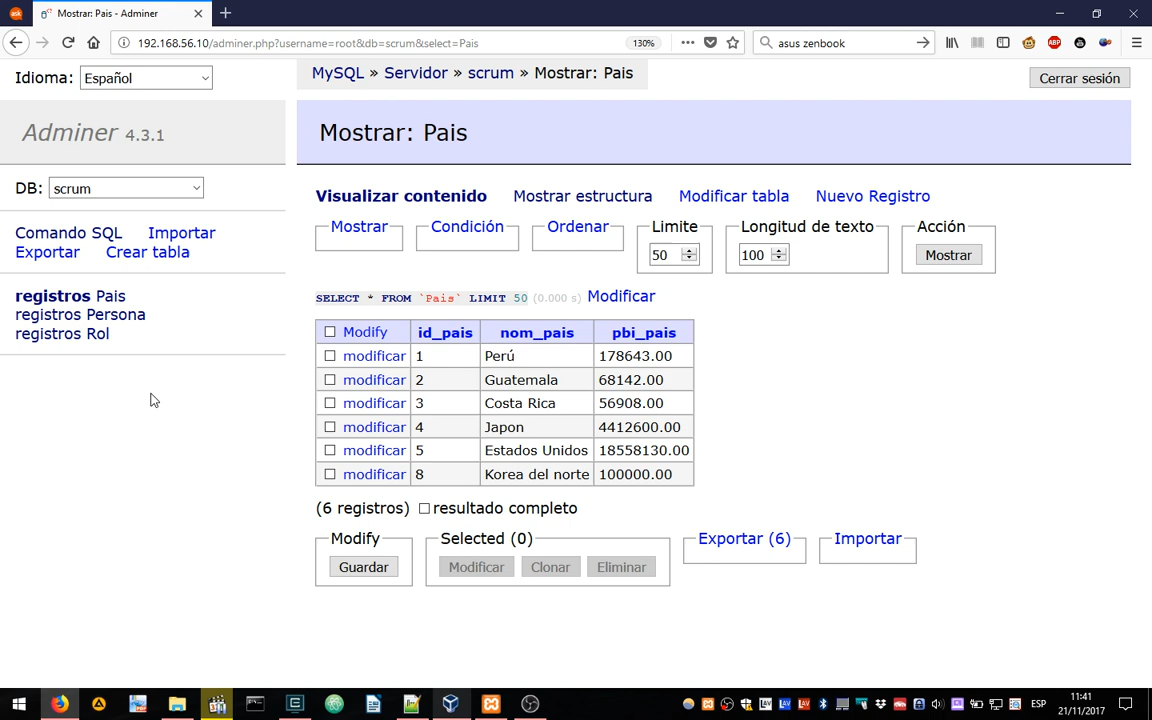 Mostrar: Pais - Adminer
192.168.56.10/adminer.php?username=root&db=scrum&select=Pais
130%
asus zenbook
Idioma: Español
MySQL » Servidor » scrum » Mostrar: Pais
Cerrar sesión
Adminer 4.3.1
Mostrar: Pais
DB: scrum
Comando SQL Importar
Exportar Crear tabla
registros Pais
registros Persona
registros Rol
Visualizar contenido Mostrar estructura Modificar tabla Nuevo Registro
Mostrar Condición Ordenar Limite Longitud de texto Acción
50 100 Mostrar
SELECT * FROM `Pais` LIMIT 50 (0.000 s) Modificar
Modify id_pais nom_pais pbi_pais
modificar 1 Perú 178643.00
modificar 2 Guatemala 68142.00
modificar 3 Costa Rica 56908.00
modificar 4 Japon 4412600.00
modificar 5 Estados Unidos 18558130.00
modificar 8 Korea del norte 100000.00
(6 registros) resultado completo
Modify Selected (0) Exportar (6) Importar
Guardar Modificar Clonar Eliminar
ESP
11:41
21/11/2017